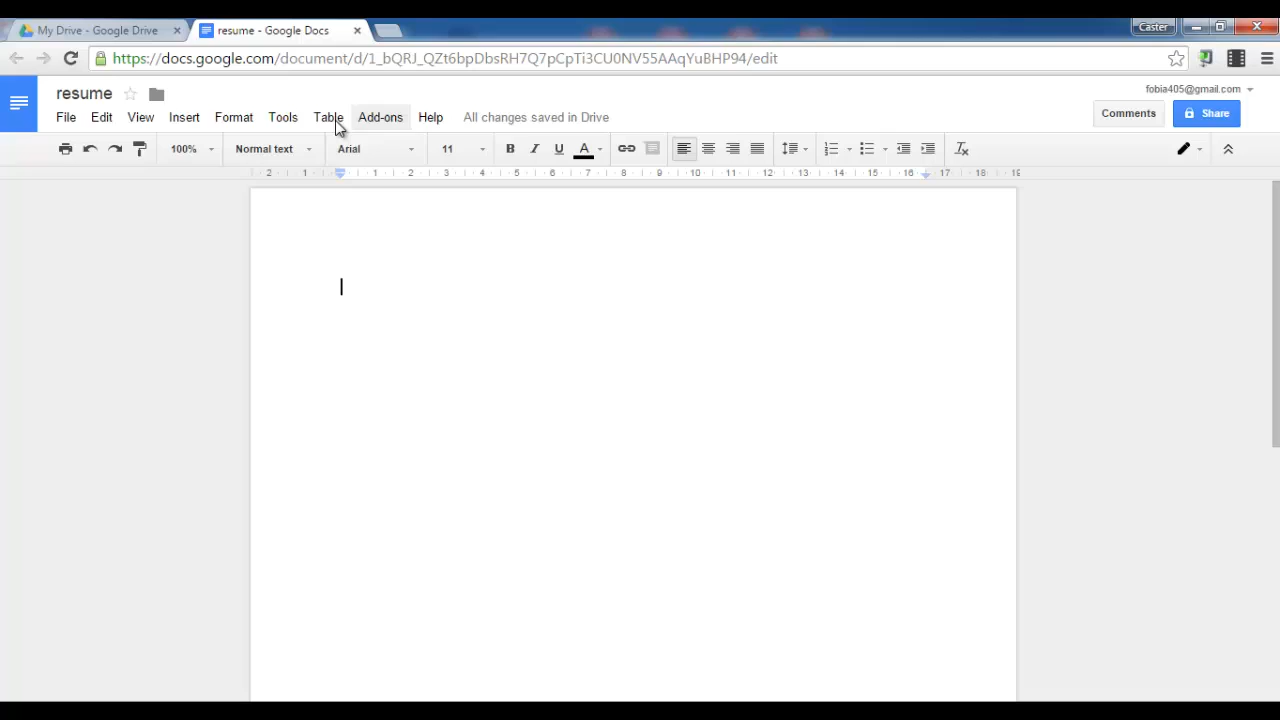 My Drive - Google Drive
resume - Google Docs
Caster
https://docs.google.com/document/d/1_bQRJ_QZt6bpDbsRH7Q7pCpTi3CU0NV55AAqYuBHP94/edit
resume
fobia405@gmail.com
File Edit View Insert Format Tools Table Add-ons Help All changes saved in Drive
Comments Share
100% Normal text Arial 11 B I U A
2 1 1 2 3 4 5 6 7 8 9 10 11 12 13 14 15 16 17 18 19